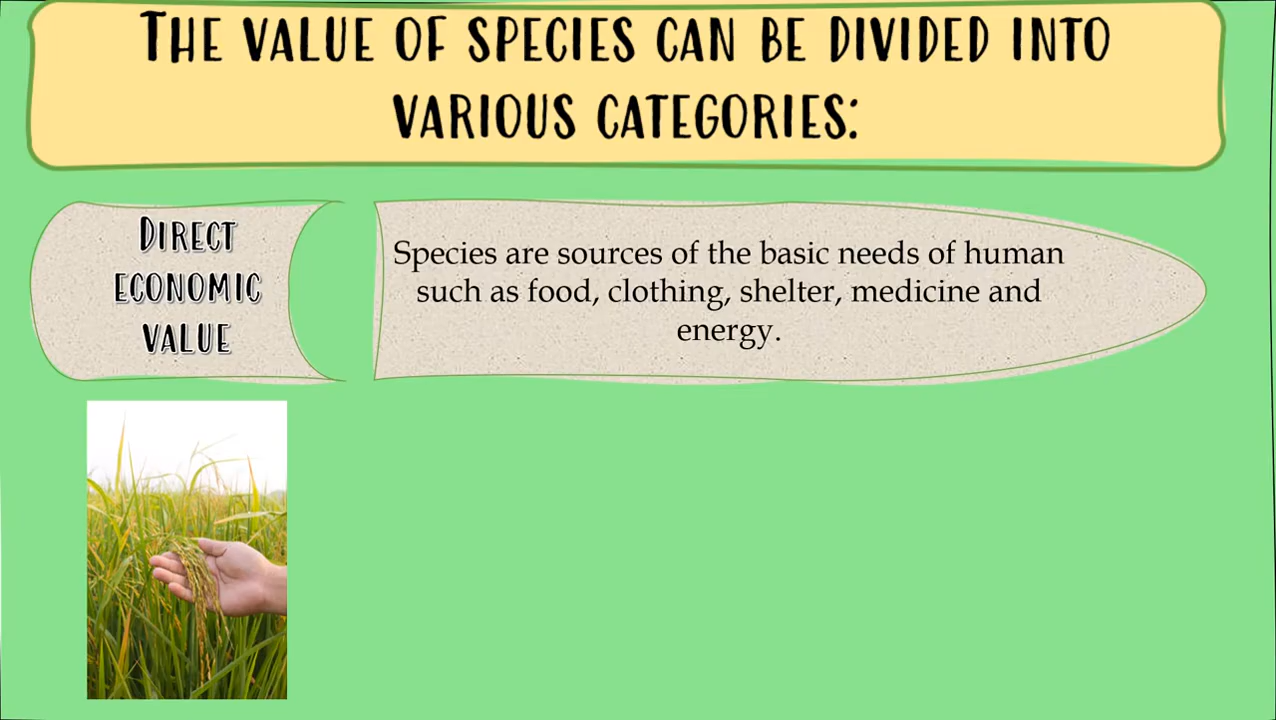 THE VALUE OF SPECIES CAN BE DIVIDED INTO
VARIOUS CATEGORIES:
DIRECT
ECONOMIC
VALUE
Species are sources of the basic needs of human
such as food, clothing, shelter, medicine and
energy.